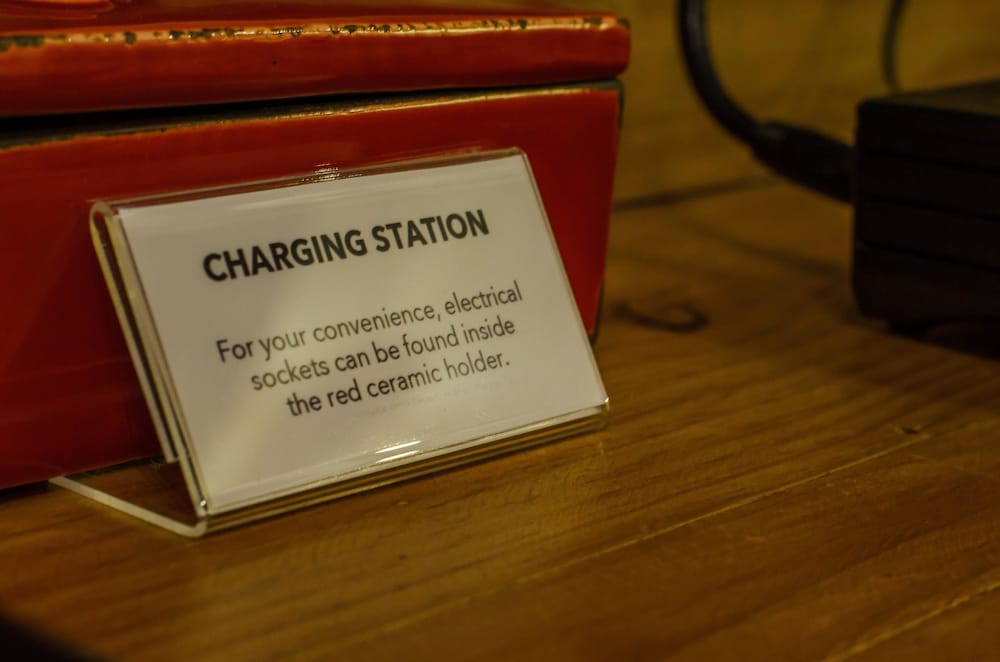 CHARGING STATION
For your convenience, electrical
sockets can be found inside
the red ceramic holder.